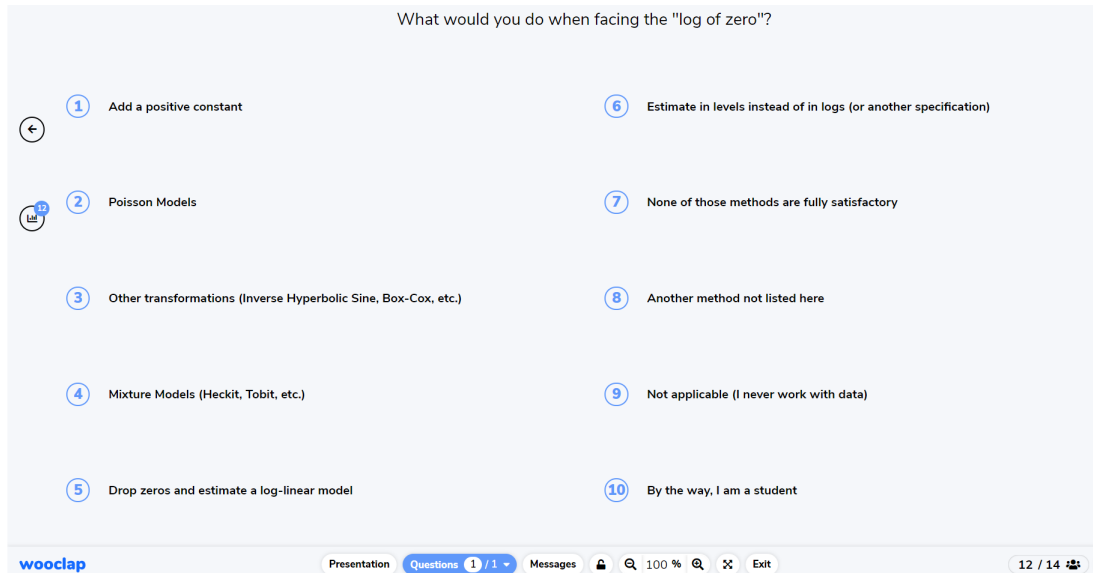 What would you do when facing the "log of zero"?
1 Add a positive constant
2 Poisson Models
3 Other transformations (Inverse Hyperbolic Sine, Box-Cox, etc.)
4 Mixture Models (Heckit, Tobit, etc.)
5 Drop zeros and estimate a log-linear model
6 Estimate in levels instead of in logs (or another specification)
7 None of those methods are fully satisfactory
8 Another method not listed here
9 Not applicable (I never work with data)
10 By the way, I am a student
12
wooclap Presentation Questions 1 / 1 Messages 100 % Exit 12 / 14